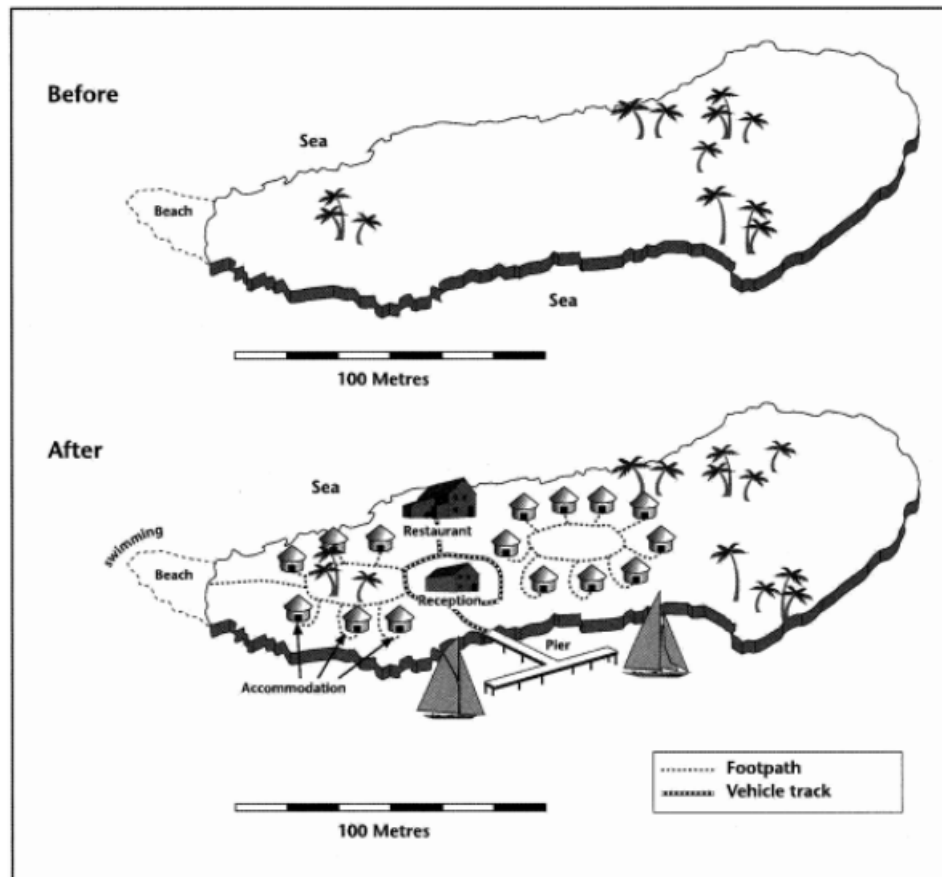 Before
Sea
Beach
Sea
100 Metres
After
Sea
swimming
Restaurant
Beach
Reception
Pier
Accommodation
Footpath
Vehicle track
100 Metres